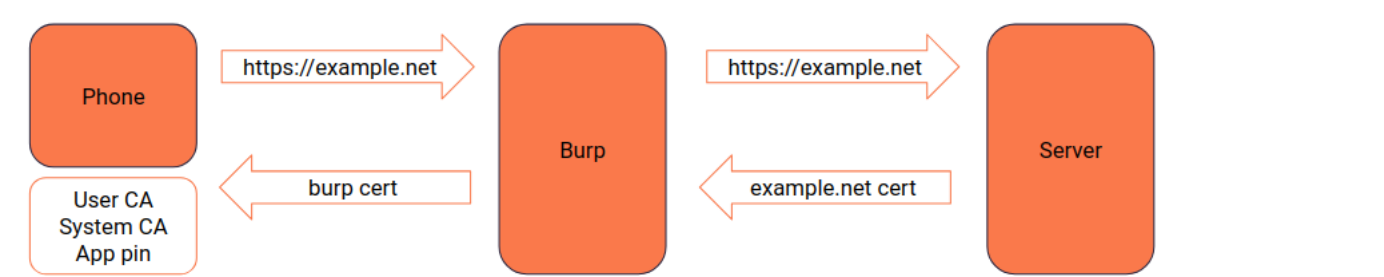 Phone
User CA
System CA
App pin
https://example.net
burp cert
Burp
https://example.net
example.net cert
Server